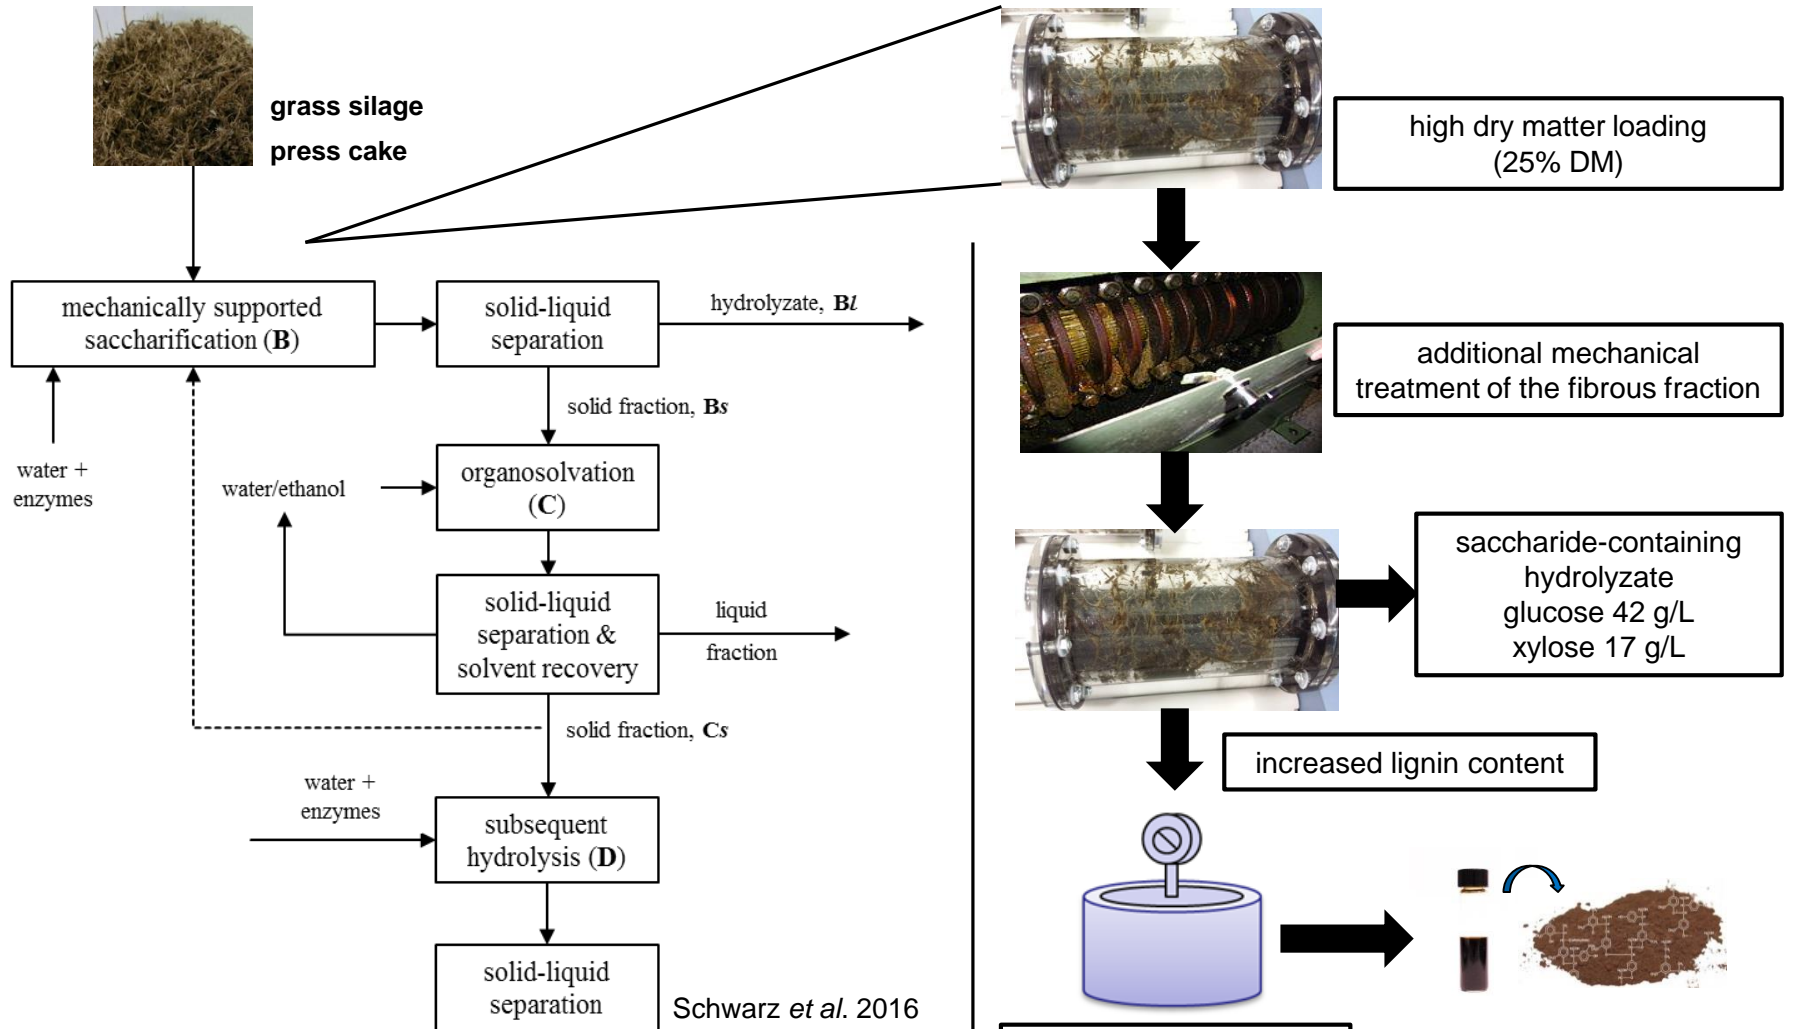 grass silage
press cake
mechanically supported
saccharification (B)
solid-liquid
separation
hydrolyzate, Bl
solid fraction, Bs
water +
enzymes
water/ethanol
organosolvation
(C)
solid-liquid
separation &
solvent recovery
liquid
fraction
solid fraction, Cs
water +
enzymes
subsequent
hydrolysis (D)
solid-liquid
separation
Schwarz et al. 2016
high dry matter loading
(25% DM)
additional mechanical
treatment of the fibrous fraction
saccharide-containing
hydrolyzate
glucose 42 g/L
xylose 17 g/L
increased lignin content